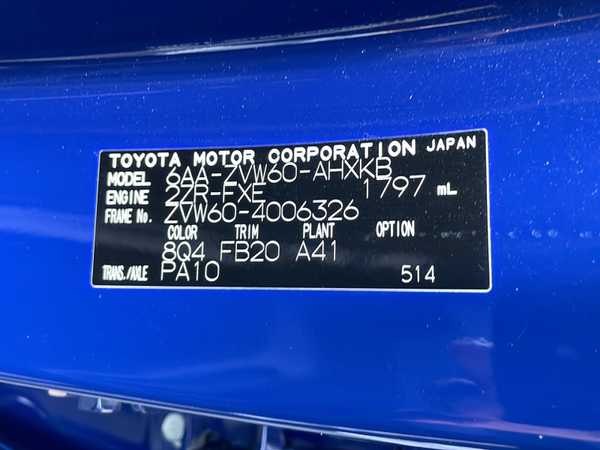 TOYOTA MOTOR CORPORATION JAPAN
MODEL 6AA-ZVW60-AHXKB
ENGINE 2ZR-FXE 1797 mL
FRAME No. ZVW60-4006326
COLOR TRIM PLANT OPTION
8Q4 FB20 A41
TRANS./AXLE PA10 514